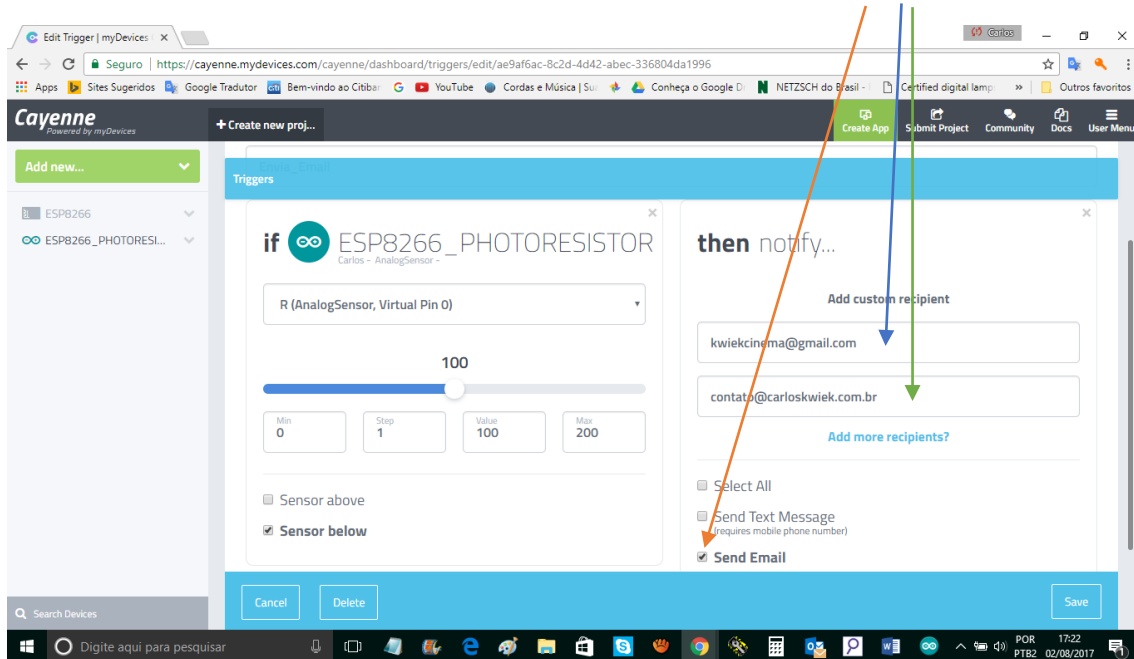 Edit Trigger | myDevices
Carlos
Seguro | https://cayenne.mydevices.com/cayenne/dashboard/triggers/edit/ae9af6ac-8c2d-4d42-abec-336804da1996
Apps Sites Sugeridos Google Tradutor Bem-vindo ao Citibar YouTube Cordas e Música | Su Conheça o Google D NETZSCH do Brasil - Certified digital lamp » Outros favoritos
Cayenne
Powered by myDevices
+ Create new proj...
Create App Submit Project Community Docs User Menu
Add new...
ESP8266
ESP8266_PHOTORESI...
Search Devices
Envia_Email
Triggers
if ESP8266_PHOTORESISTOR
Carlos - AnalogSensor -
R (AnalogSensor, Virtual Pin 0)
100
Min Step Value Max
0 1 100 200
Sensor above
Sensor below
then notify...
Add custom recipient
kwiekcinema@gmail.com
contato@carloskwiek.com.br
Add more recipients?
Select All
Send Text Message
(requires mobile phone number)
Send Email
Cancel Delete Save
Digite aqui para pesquisar
POR 17:22
PTB2 02/08/2017